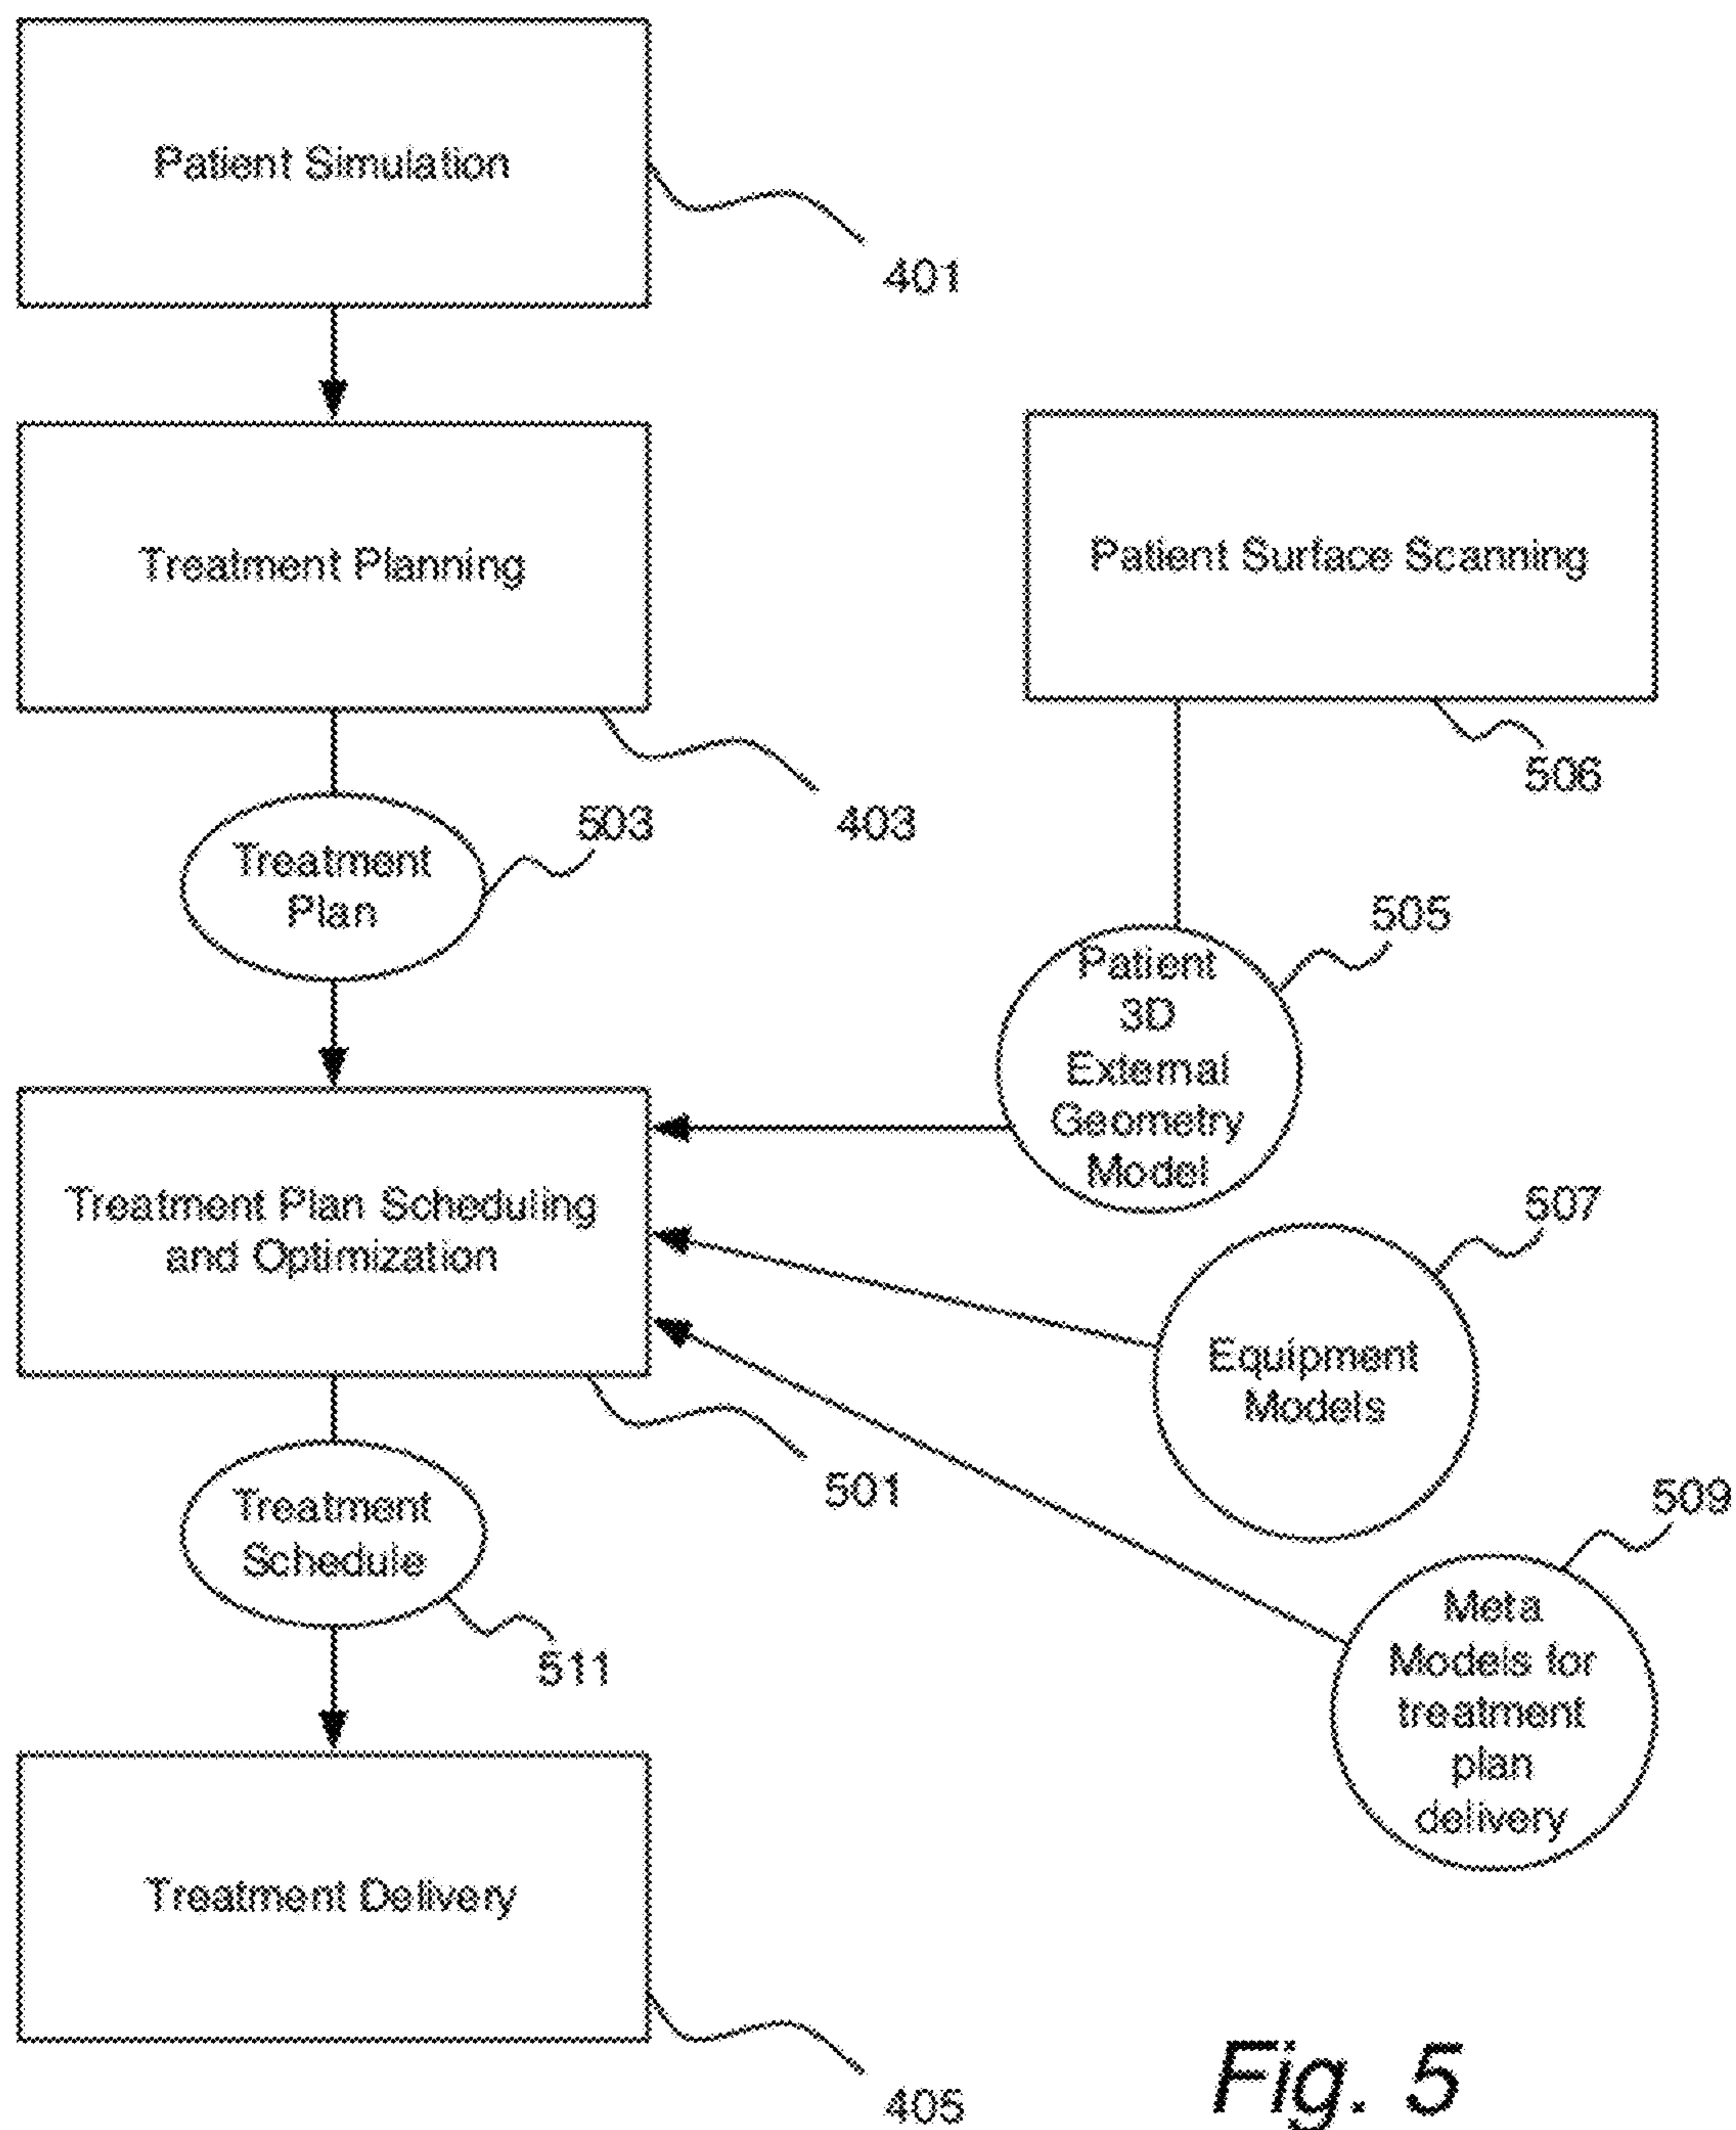 Patient Simulation
401
Treatment Planning
403
Patient Surface Scanning
506
503
Treatment
Plan
505
Patient
3D
External
Geometry
Model
Treatment Plan Scheduling
and Optimization
501
507
Equipment
Models
509
Meta
Models for
treatment
plan
delivery
Treatment
Schedule
511
Treatment Delivery
405
Fig. 5